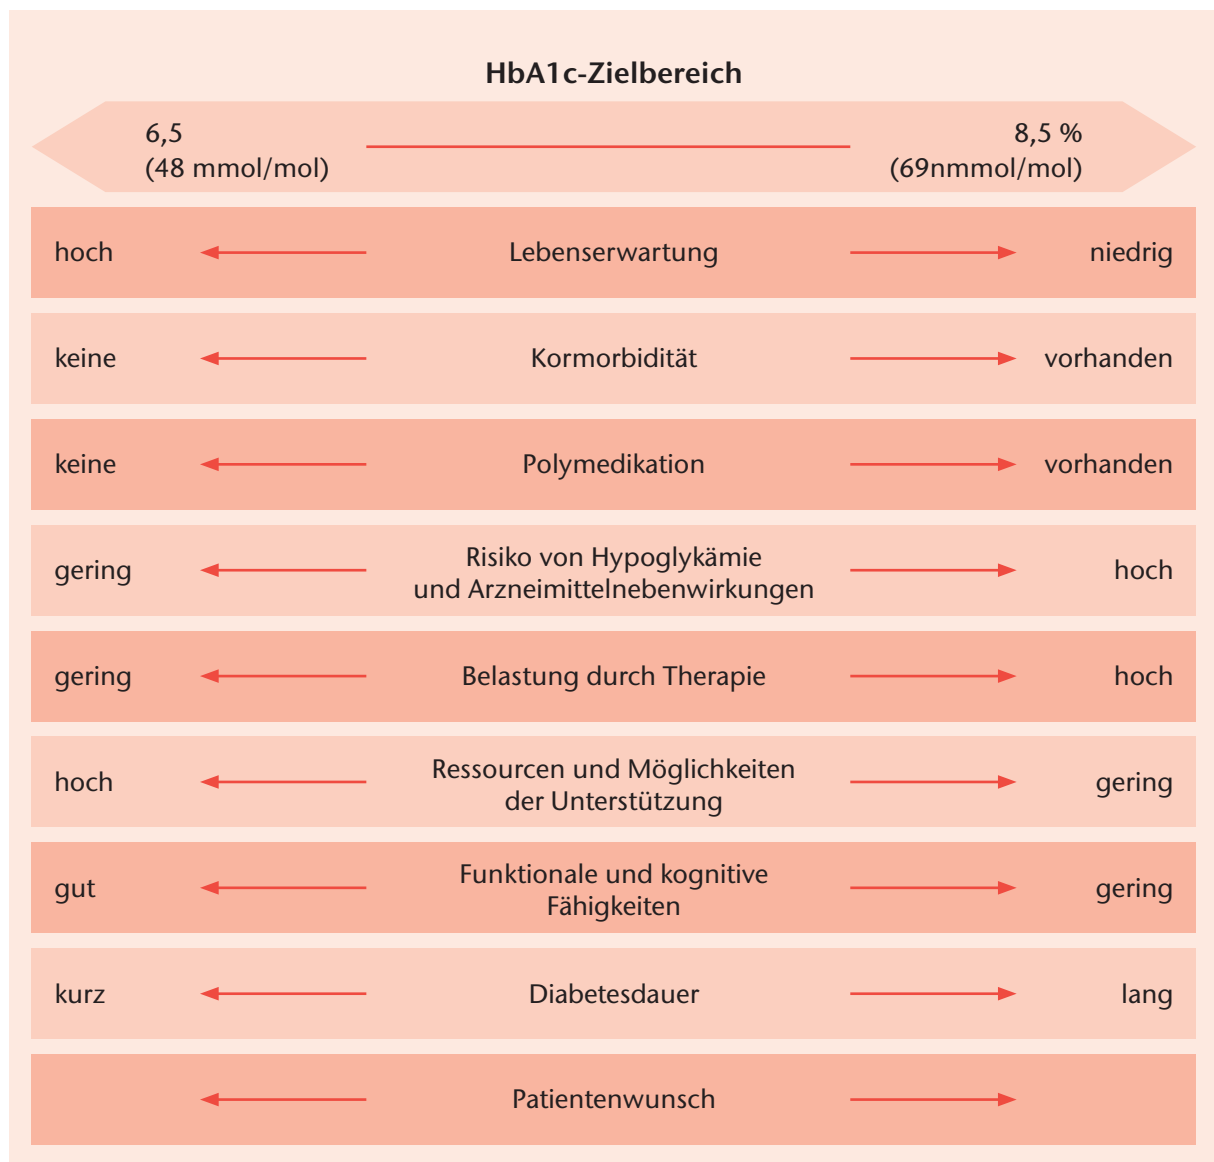 HbA1c-Zielbereich
6,5 8,5 %
(48 mmol/mol) (69nmmol/mol)
hoch Lebenserwartung niedrig
keine Kormorbidität vorhanden
keine Polymedikation vorhanden
gering Risiko von Hypoglykämie hoch
und Arzneimittelnebenwirkungen
gering Belastung durch Therapie hoch
hoch Ressourcen und Möglichkeiten gering
der Unterstützung
gut Funktionale und kognitive gering
Fähigkeiten
kurz Diabetesdauer lang
Patientenwunsch